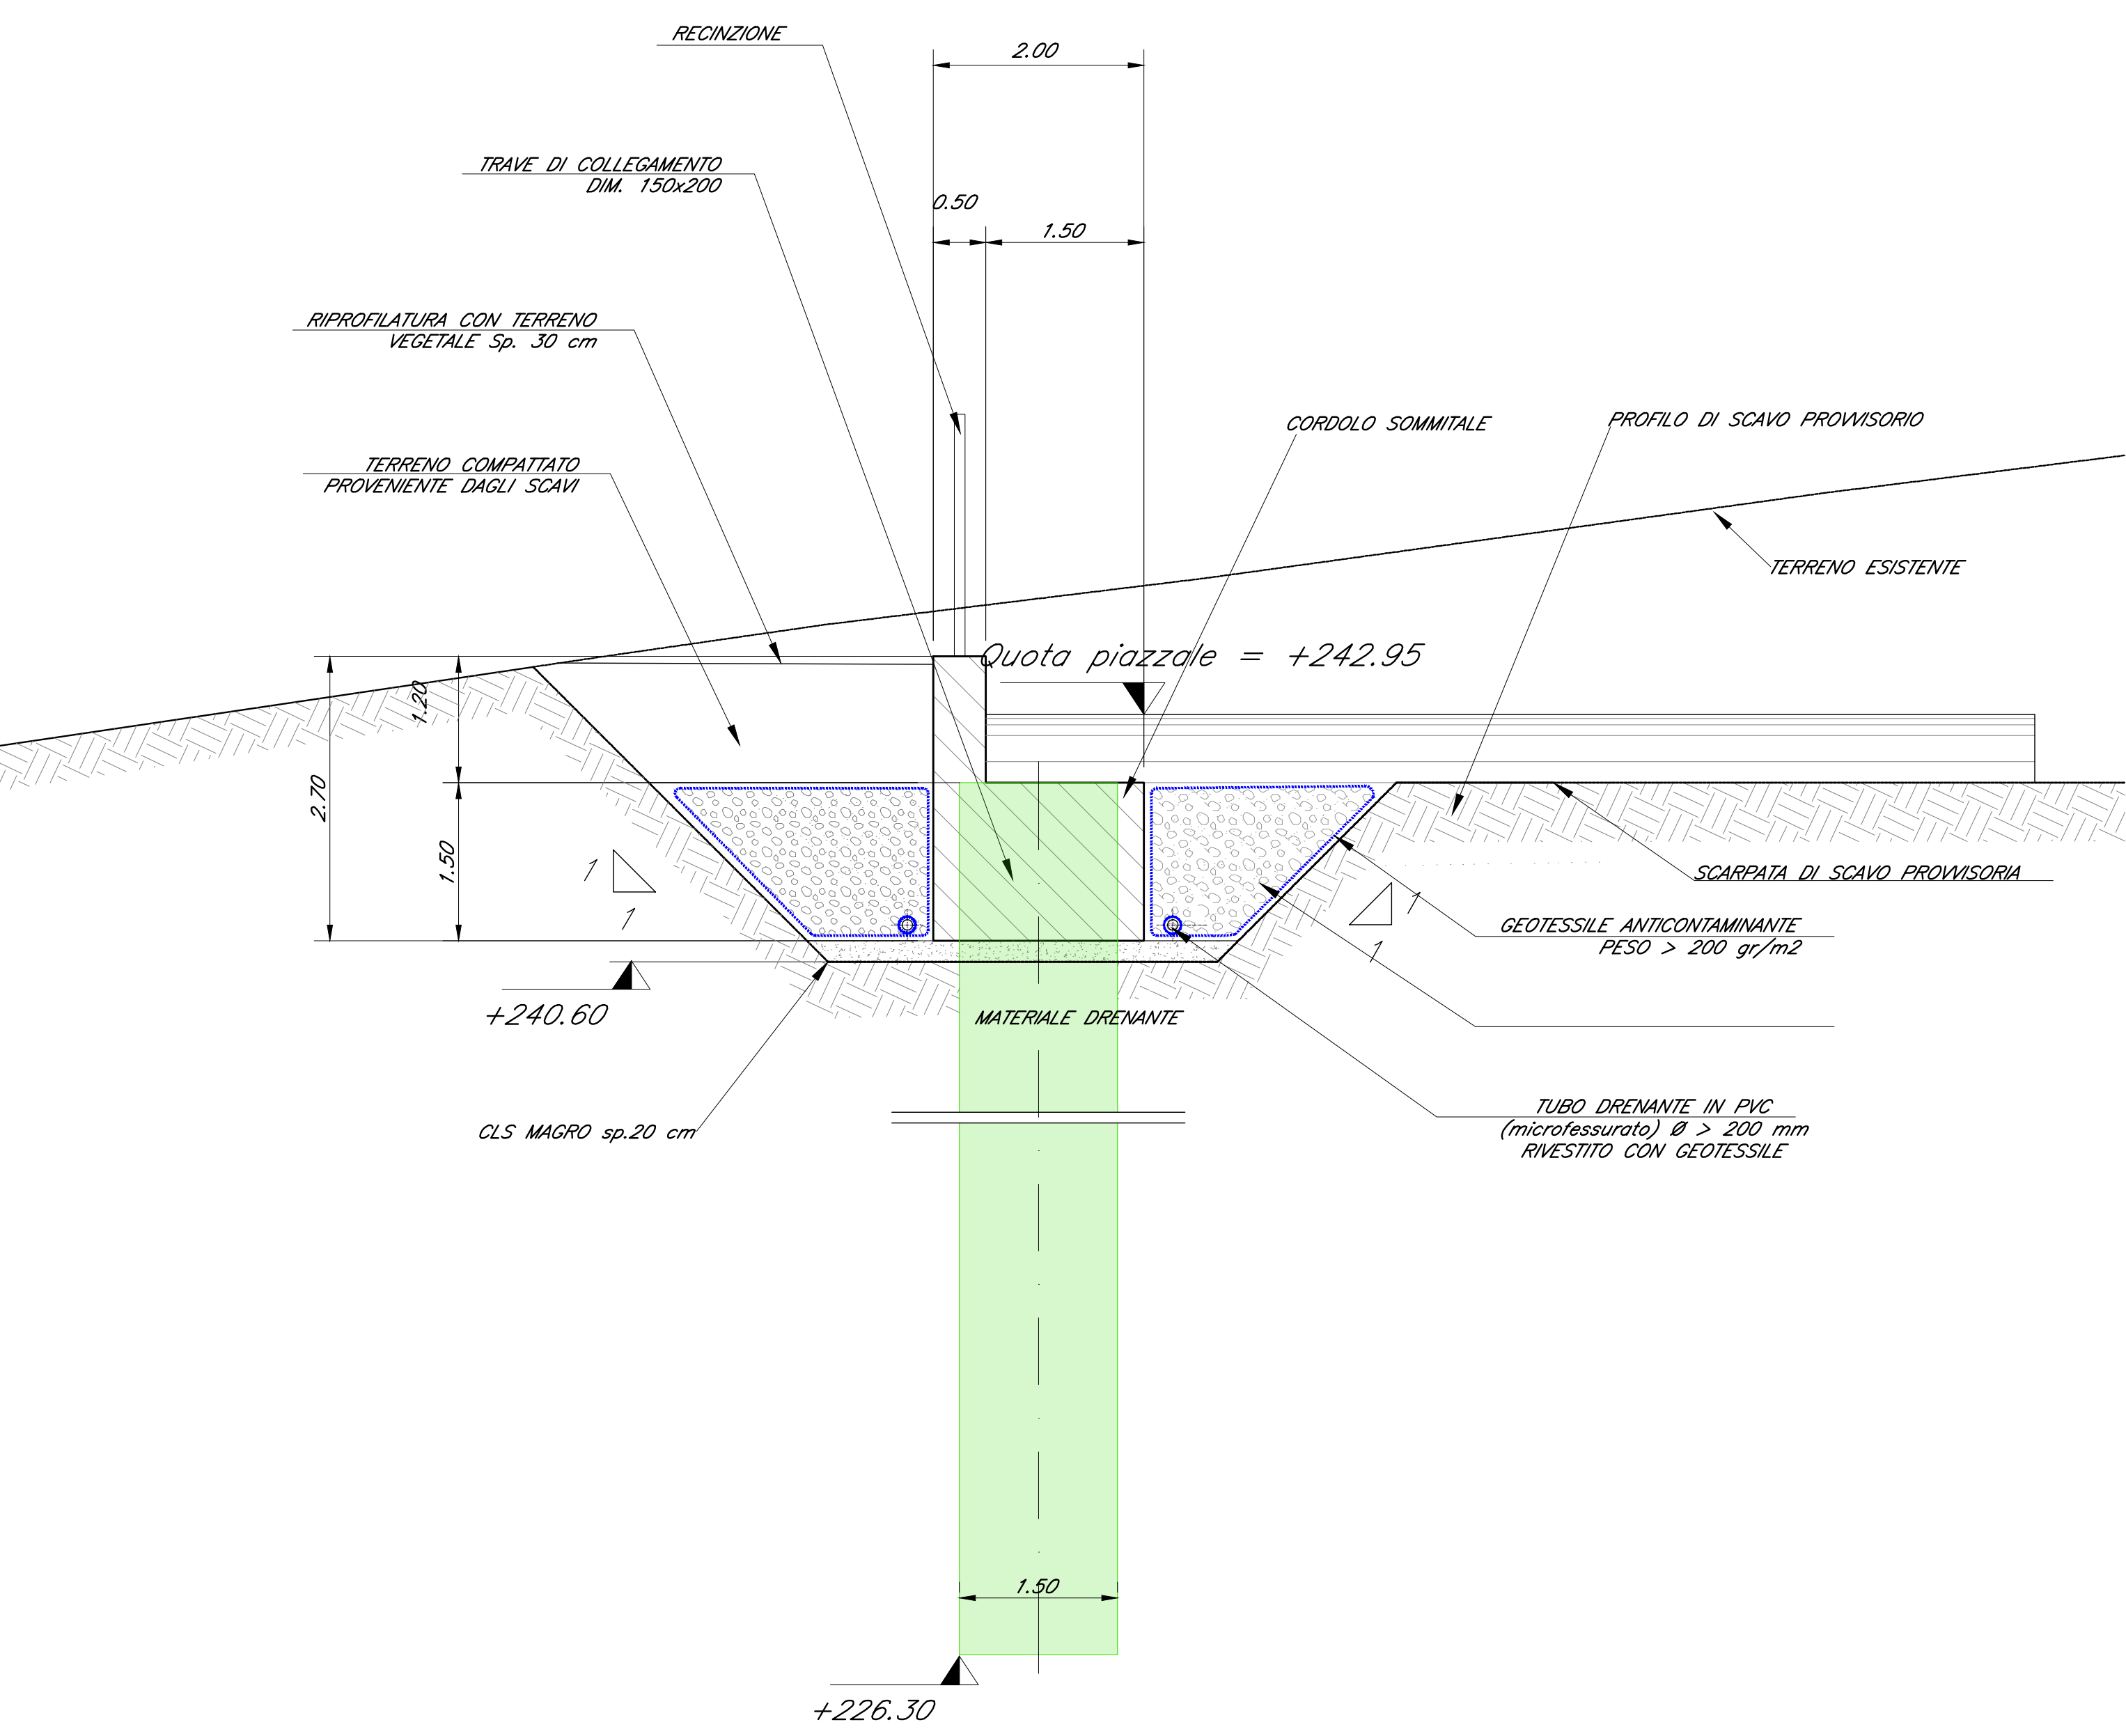 RECINZIONE
2.00
TRAVE DI COLLEGAMENTO
DIM. 150x200
0.50
1.50
RIPROFILATURA CON TERRENO
VEGETALE Sp. 30 cm
CORDOLO SOMMITALE
PROFILO DI SCAVO PROVVISORIO
TERRENO COMPATTATO
PROVENIENTE DAGLI SCAVI
TERRENO ESISTENTE
Quota piazzale = +242.95
1.20
2.70
1.50
1
1
1
1
SCARPATA DI SCAVO PROVVISORIA
GEOTESSILE ANTICONTAMINANTE
PESO > 200 gr/m2
+240.60
MATERIALE DRENANTE
CLS MAGRO sp.20 cm
TUBO DRENANTE IN PVC
(microfessurato) Ø > 200 mm
RIVESTITO CON GEOTESSILE
1.50
+226.30